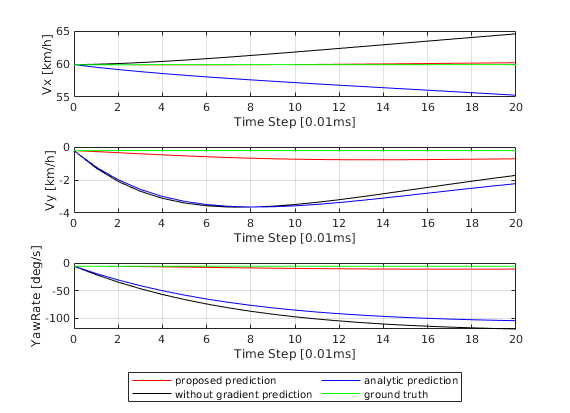 65
60
55
Vx [km/h]
0 2 4 6 8 10 12 14 16 18 20
Time Step [0.01ms]
0
-2
-4
Vy [km/h]
0 2 4 6 8 10 12 14 16 18 20
Time Step [0.01ms]
0
-50
-100
YawRate [deg/s]
0 2 4 6 8 10 12 14 16 18 20
Time Step [0.01ms]
proposed prediction analytic prediction
without gradient prediction ground truth